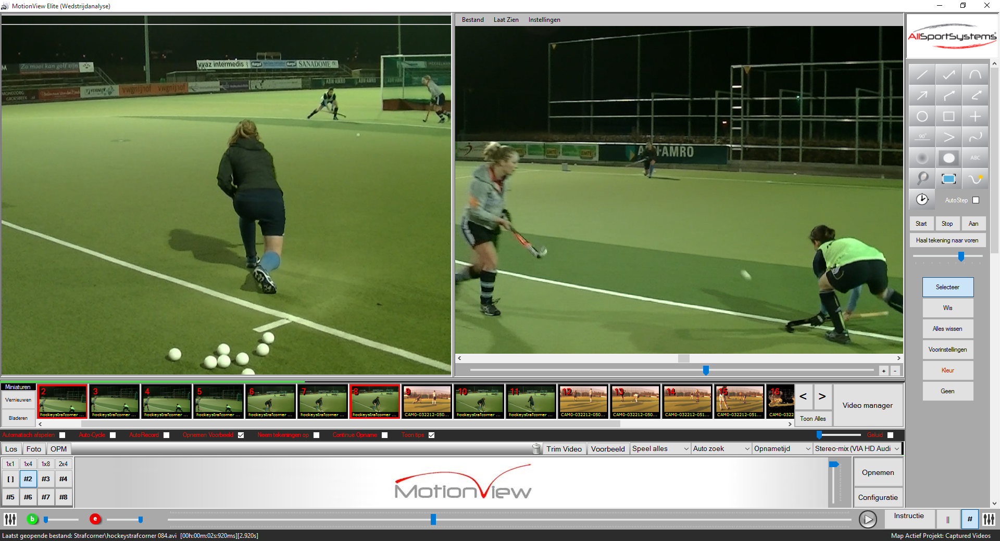 MotionView Elite (Wedstrijdanalyse)
M Zo mooi kan golf zijn
vvaz intermedis
SANADOME
ABN·AMRO
ABN·AMRO
MONDZORG
GROESBEEK
vwgnijhof
vwgnijhof
Bestand Laat Zien Instellingen
ABN·AMRO
AllSportSystems
90°
ABC
AutoStep
Start Stop Aan
Haal tekening naar voren
Selecteer
Wis
Alles wissen
Voorinstellingen
Kleur
Geen
Miniaturen
Vernieuwen
Bladeren
2 3 4 5 6 7 8 9 10 11 12 13 14 15 16
hockeystrafcorner ... hockeystrafcorner ... hockeystrafcorner ... hockeystrafcorner ... hockeystrafcorner ... hockeystrafcorner ... hockeystrafcorner ... CAM0-032212-050... hockeystrafcorner ... hockeystrafcorner ... CAM0-032212-050... CAM0-032212-050... CAM0-032212-051... CAM0-032212-051... CAM0-0322
< >
Toon Alles
Video manager
Automatisch afspelen Auto-Cycle AutoRecord Opnemen Voorbeeld Neem tekeningen op Continue Opname Toon tips Geluid
Los Foto OPM Trim Video Voorbeeld Speel alles Auto zoek Opnametijd Stereo-mix (VIA HD Audi
1x1 1x4 1x8 2x4
[ ] #2 #3 #4
#5 #6 #7 #8
MotionView
Opnemen
Configuratie
b e Instructie || #
Laatst geopende bestand: Strafcorner\hockeystrafcorner 084.avi [00h:00m:02s:920ms][2.920s] Map Actief Projekt: Captured Videos